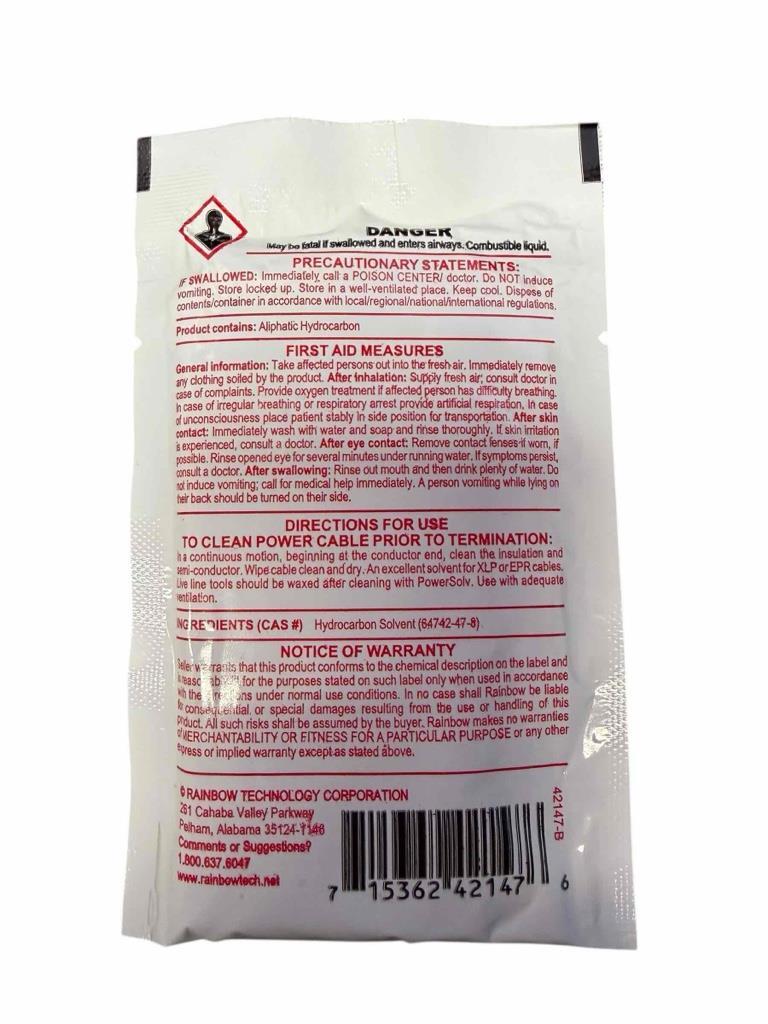 DANGER
May be fatal if swallowed and enters airways. Combustible liquid.
PRECAUTIONARY STATEMENTS:
IF SWALLOWED: Immediately call a POISON CENTER/ doctor. Do NOT induce
vomiting. Store locked up. Store in a well-ventilated place. Keep cool. Dispose of
contents/container in accordance with local/regional/national/international regulations.
Product contains: Aliphatic Hydrocarbon
FIRST AID MEASURES
General information: Take affected persons out into the fresh air. Immediately remove
any clothing soiled by the product. After inhalation: Supply fresh air; consult doctor in
case of complaints. Provide oxygen treatment if affected person has difficulty breathing.
In case of irregular breathing or respiratory arrest provide artificial respiration. In case
of unconsciousness place patient stably in side position for transportation. After skin
contact: Immediately wash with water and soap and rinse thoroughly. If skin irritation
is experienced, consult a doctor. After eye contact: Remove contact lenses if worn, if
possible. Rinse opened eye for several minutes under running water. If symptoms persist,
consult a doctor. After swallowing: Rinse out mouth and then drink plenty of water. Do
not induce vomiting; call for medical help immediately. A person vomiting while lying on
their back should be turned on their side.
DIRECTIONS FOR USE
TO CLEAN POWER CABLE PRIOR TO TERMINATION:
In a continuous motion, beginning at the conductor end, clean the insulation and
semi-conductor. Wipe cable clean and dry. An excellent solvent for XLP or EPR cables.
Live line tools should be waxed after cleaning with PowerSolv. Use with adequate
ventilation.
INGREDIENTS (CAS #) Hydrocarbon Solvent (64742-47-8)
NOTICE OF WARRANTY
Seller warrants that this product conforms to the chemical description on the label and
is reasonably fit for the purposes stated on such label only when used in accordance
with the directions under normal use conditions. In no case shall Rainbow be liable
for consequential, or special damages resulting from the use or handling of this
product. All such risks shall be assumed by the buyer. Rainbow makes no warranties
of MERCHANTABILITY OR FITNESS FOR A PARTICULAR PURPOSE or any other
express or implied warranty except as stated above.
© RAINBOW TECHNOLOGY CORPORATION
261 Cahaba Valley Parkway
Pelham, Alabama 35124-1146
Comments or Suggestions?
1.800.637.6047
www.rainbowtech.net
42147-B
7 15362 42147 6